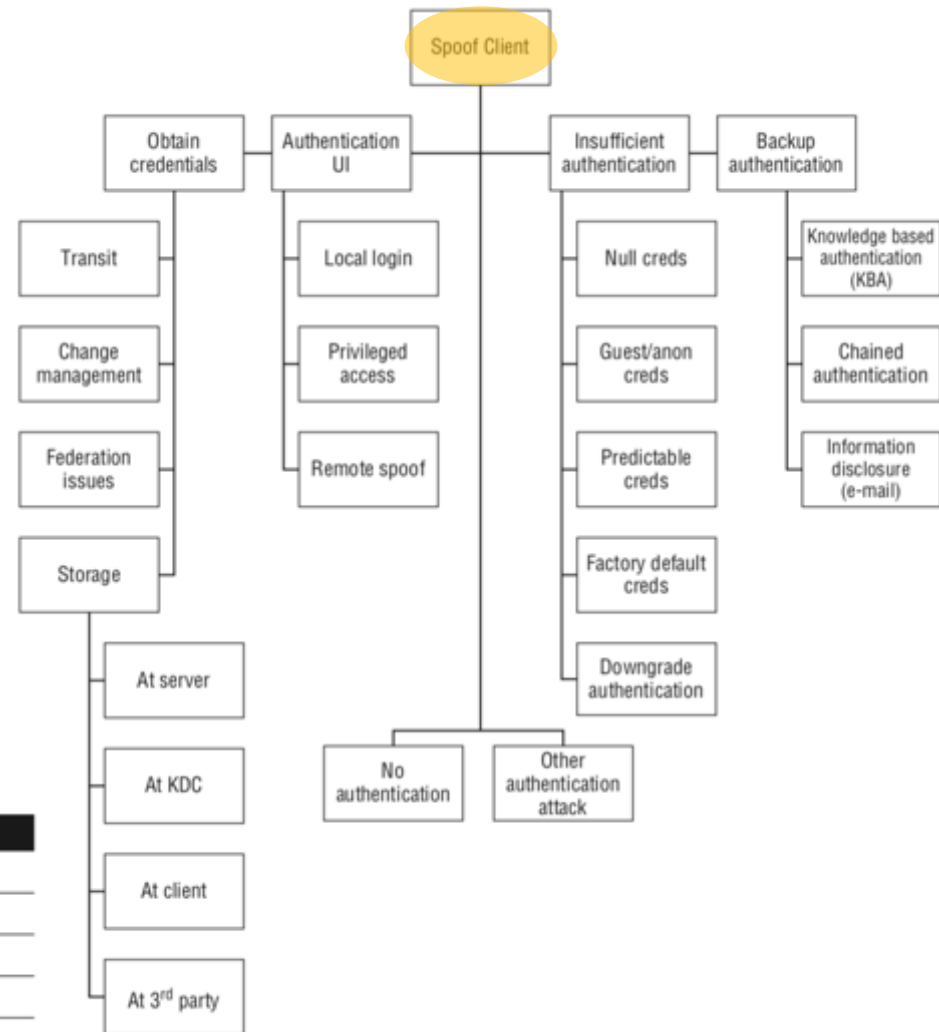 Spoof Client
Obtain
credentials
Authentication
UI
Insufficient
authentication
Backup
authentication
Transit
Local login
Null creds
Knowledge based
authentication
(KBA)
Change
management
Privileged
access
Guest/anon
creds
Chained
authentication
Federation
issues
Remote spoof
Predictable
creds
Information
disclosure
(e-mail)
Storage
Factory default
creds
At server
Downgrade
authentication
No
authentication
Other
authentication
attack
At KDC
At client
At 3rd party